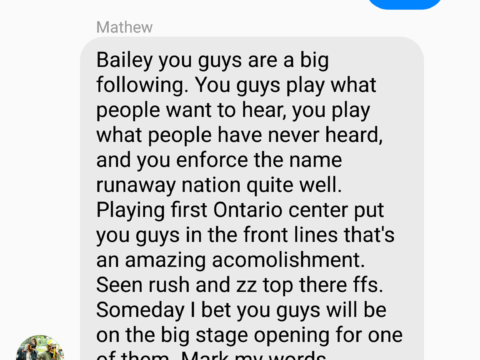 Mathew
Bailey you guys are a big
following. You guys play what
people want to hear, you play
what people have never heard,
and you enforce the name
runaway nation quite well.
Playing first Ontario center put
you guys in the front lines that's
an amazing acomolishment.
Seen rush and zz top there ffs.
Someday I bet you guys will be
on the big stage opening for one
of them. Mark my words